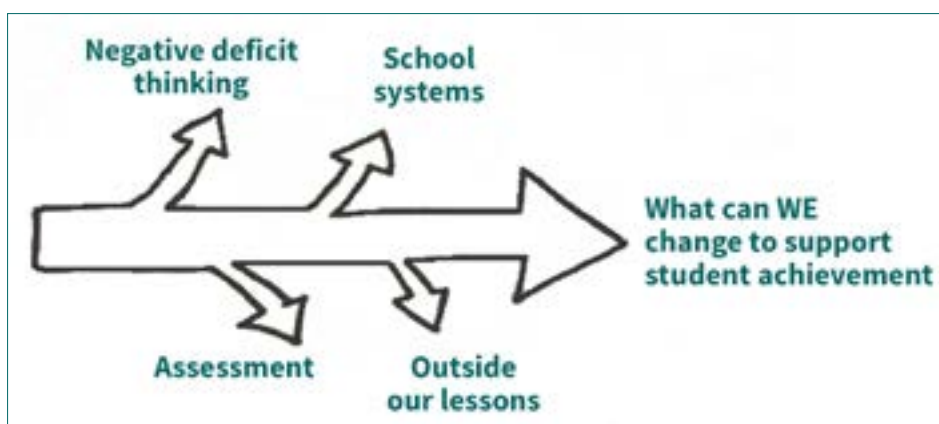 Negative deficit
thinking
School
systems
What can WE
change to support
student achievement
Assessment
Outside
our lessons